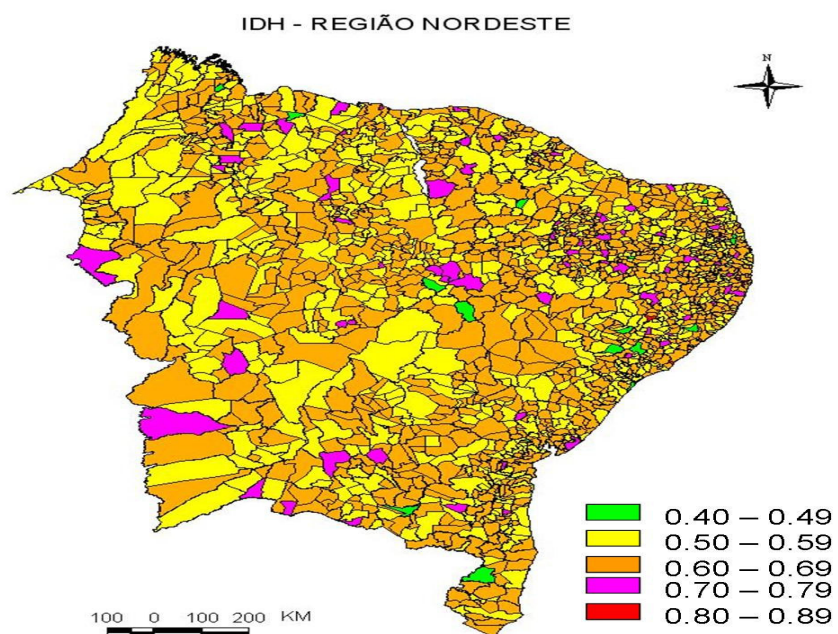 IDH - REGIÃO NORDESTE
N
0.40 – 0.49
0.50 – 0.59
0.60 – 0.69
0.70 – 0.79
0.80 – 0.89
100 0 100 200 KM